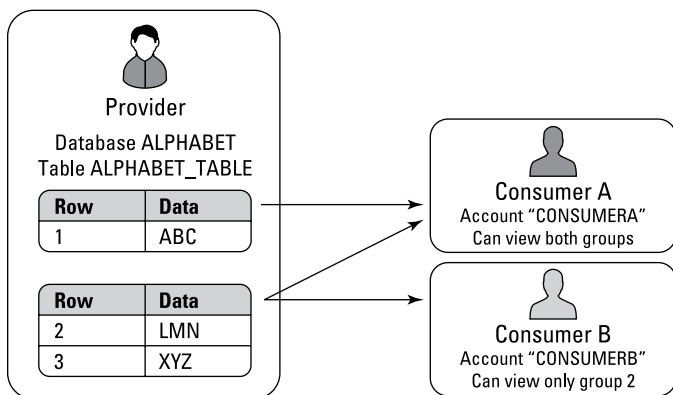 Provider
Database ALPHABET
Table ALPHABET_TABLE
Row Data
1 ABC
Row Data
2 LMN
3 XYZ
Consumer A
Account “CONSUMERA”
Can view both groups
Consumer B
Account “CONSUMERB”
Can view only group 2